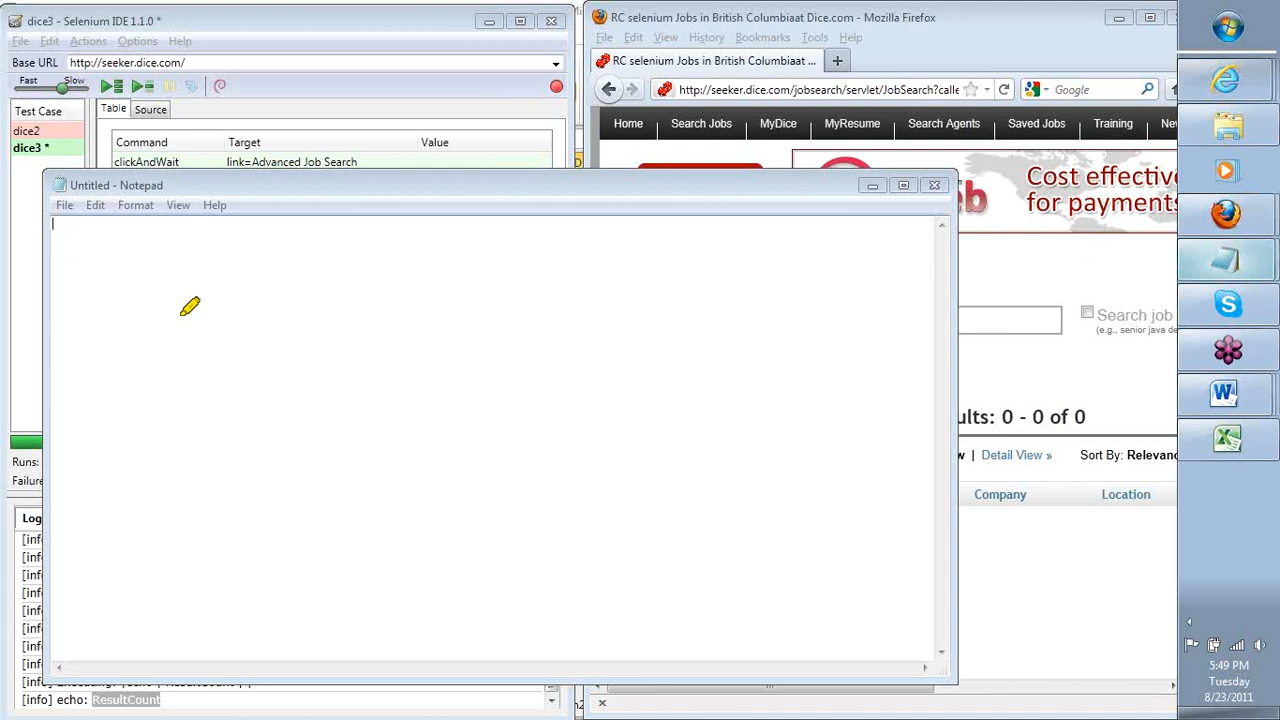 dice3 - Selenium IDE 1.1.0 *
File Edit Actions Options Help
Base URL http://seeker.dice.com/
Fast Slow
Test Case
dice2
dice3 *
Table Source
Command Target Value
clickAndWait link=Advanced Job Search
Runs:
Failure
Log
[info] echo: ResultCount
Untitled - Notepad
File Edit Format View Help
RC selenium Jobs in British Columbiaat Dice.com - Mozilla Firefox
File Edit View History Bookmarks Tools Help
RC selenium Jobs in British Columbiaat ...
http://seeker.dice.com/jobsearch/servlet/JobSearch?calle
Google
Home Search Jobs MyDice MyResume Search Agents Saved Jobs Training Ne
eb
Cost effectiv
for payments
Search job
(e.g., senior java de
ults: 0 - 0 of 0
w | Detail View » Sort By: Relevanc
Company Location
5:49 PM
Tuesday
8/23/2011